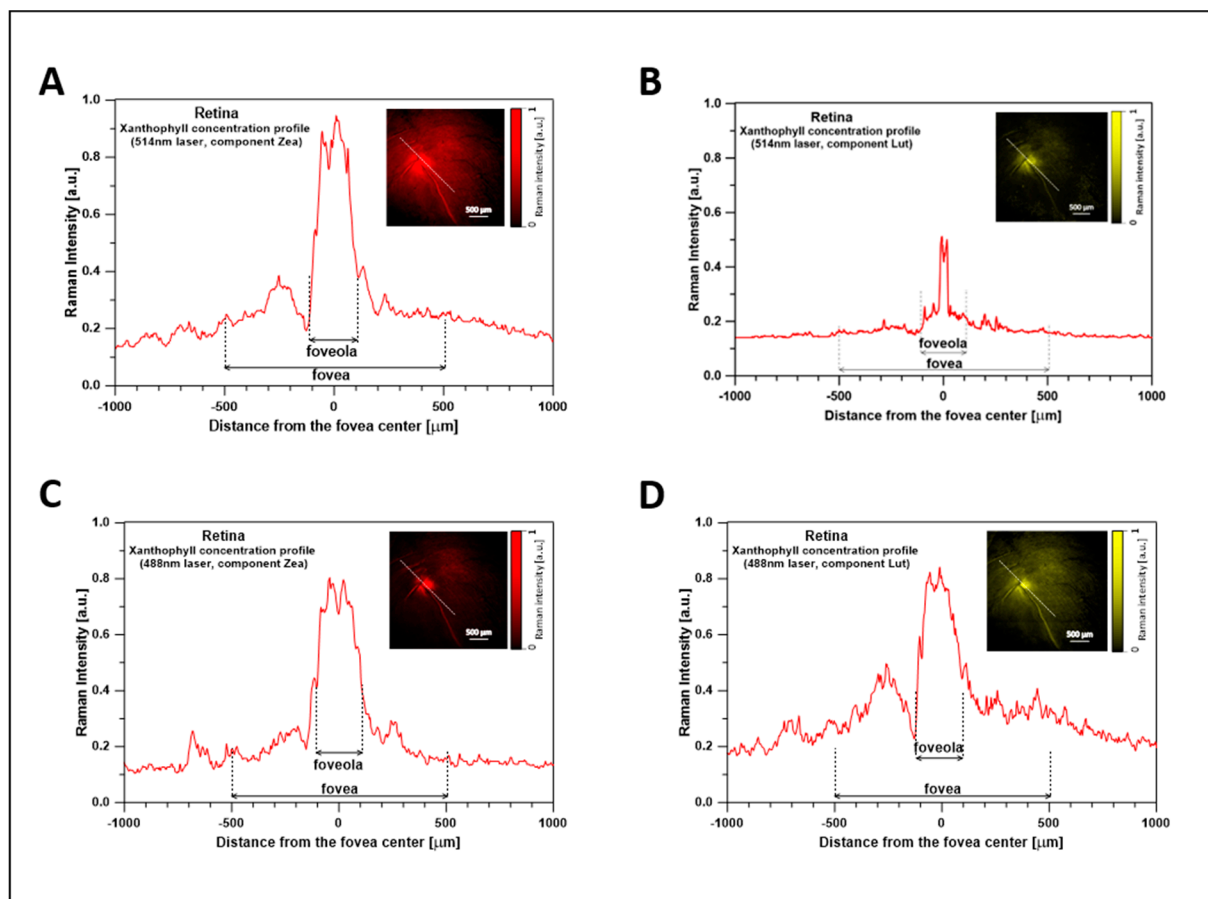 A
Retina
Xanthophyll concentration profile
(514nm laser, component Zea)
1
Raman intensity [a.u.]
0
500 µm
Raman Intensity [a.u.]
1.0
0.8
0.6
0.4
0.2
0.0
foveola
fovea
-1000
-500
0
500
1000
Distance from the fovea center [µm]
B
Retina
Xanthophyll concentration profile
(514nm laser, component Lut)
1
Raman intensity [a.u.]
0
500 µm
Raman Intensity [a.u.]
1.0
0.8
0.6
0.4
0.2
0.0
foveola
fovea
-1000
-500
0
500
1000
Distance from the fovea center [µm]
C
Retina
Xanthophyll concentration profile
(488nm laser, component Zea)
1
Raman intensity [a.u.]
0
500 µm
Raman Intensity [a.u.]
1.0
0.8
0.6
0.4
0.2
0.0
foveola
fovea
-1000
-500
0
500
1000
Distance from the fovea center [µm]
D
Retina
Xanthophyll concentration profile
(488nm laser, component Lut)
1
Raman intensity [a.u.]
0
500 µm
Raman Intensity [a.u.]
1.0
0.8
0.6
0.4
0.2
0.0
foveola
fovea
-1000
-500
0
500
1000
Distance from the fovea center [µm]